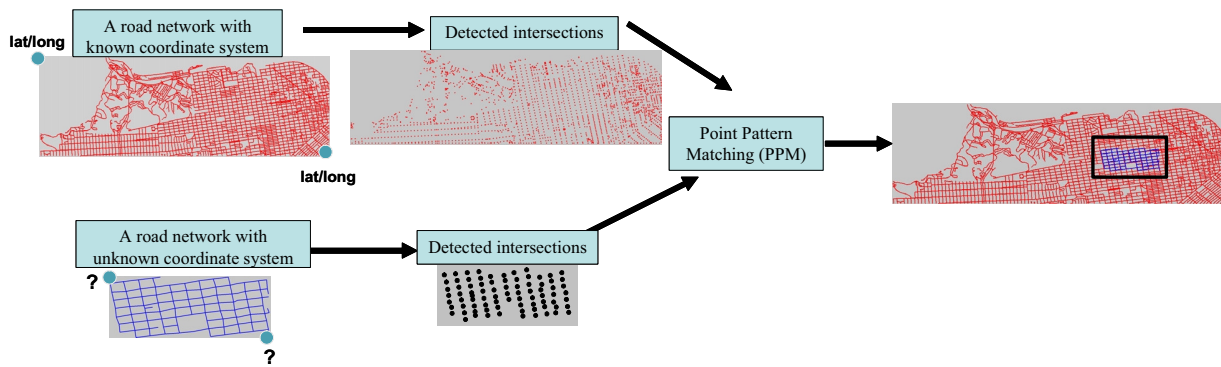 A road network with
known coordinate system
lat/long
lat/long
Detected intersections
Point Pattern
Matching (PPM)
A road network with
unknown coordinate system
?
?
Detected intersections